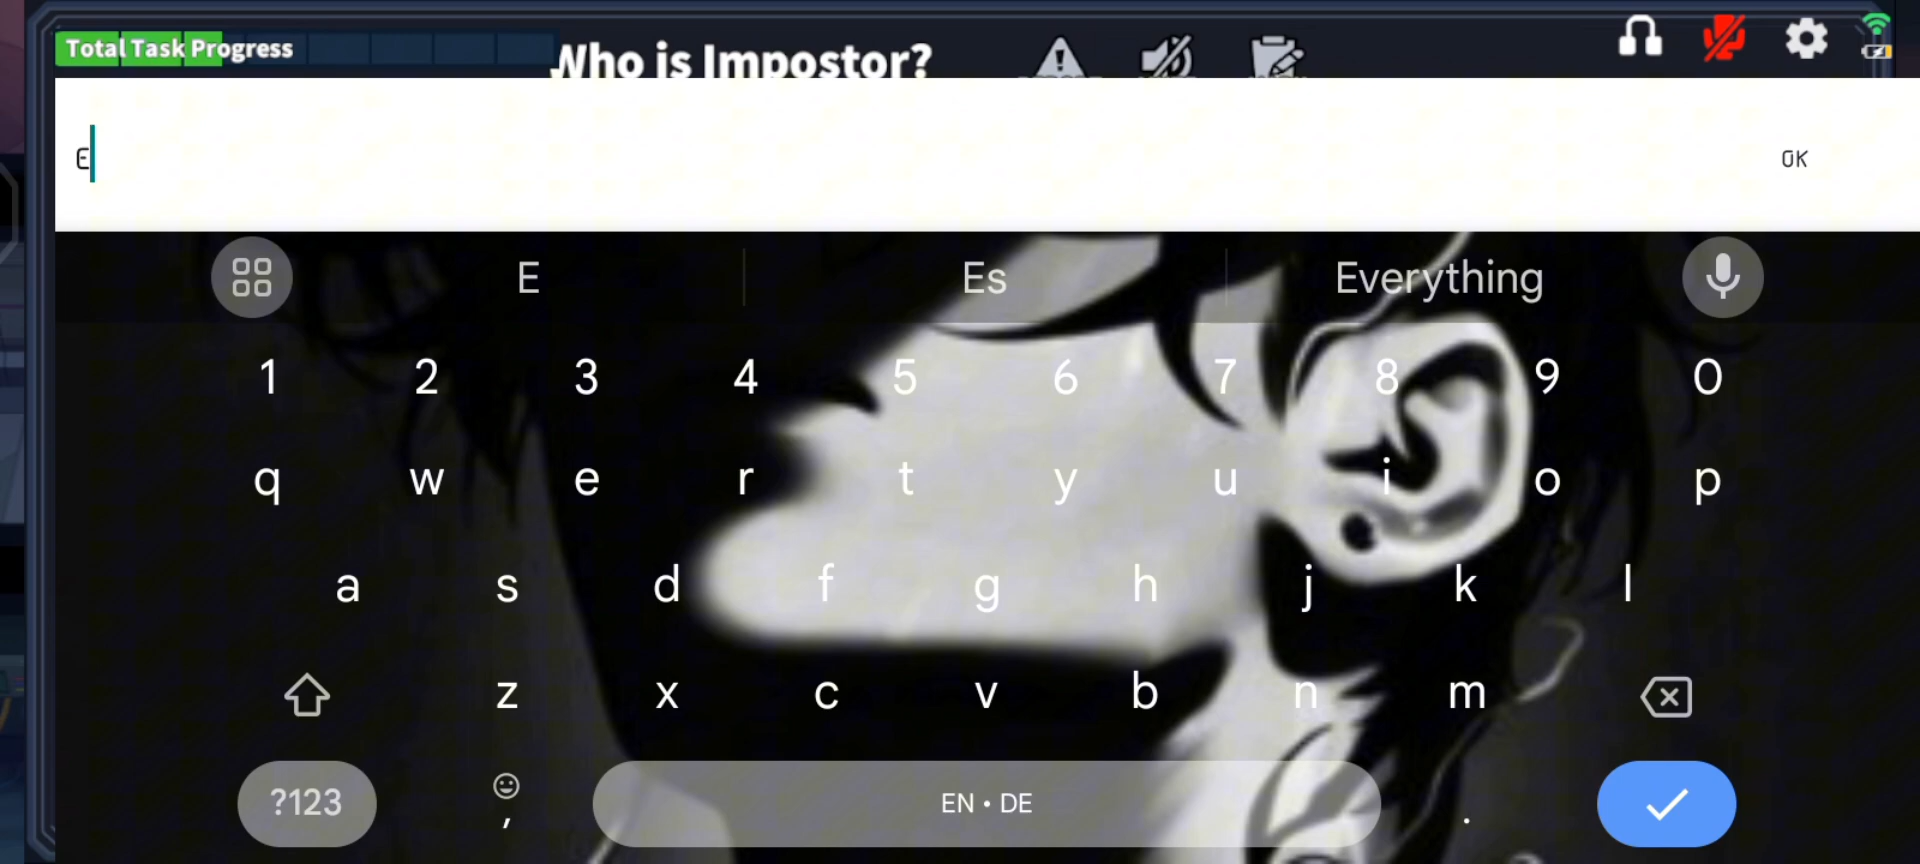 Total Task Progress
Who is Impostor?
E
OK
E Es Everything
1 2 3 4 5 6 7 8 9 0
q w e r t y u i o p
a s d f g h j k l
z x c v b n m
?123 , EN • DE .